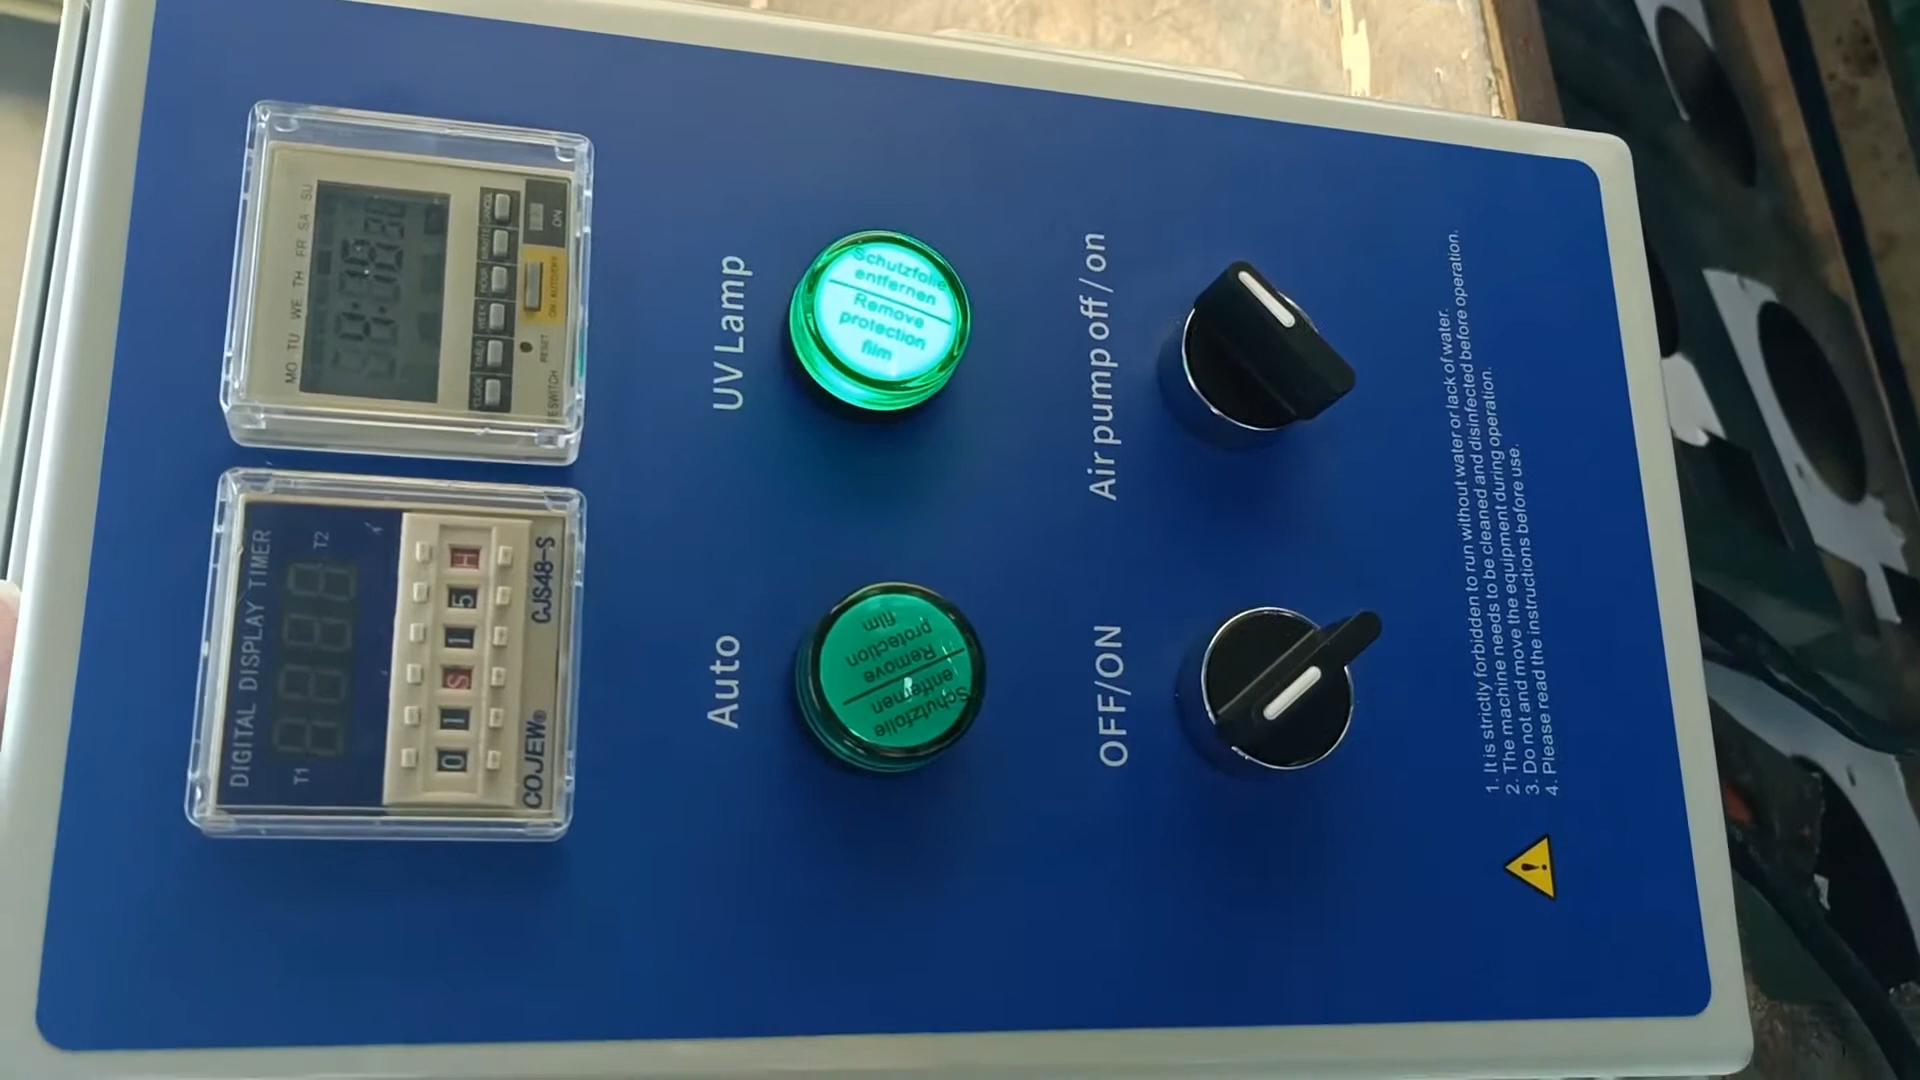 DIGITAL DISPLAY TIMER
T1
T2
0 1 S 1 5 H
COJEW®
CJS48-S
MO TU WE TH FR SA SU
CLOCK TIMER WEEK HOUR MINUTE CANCEL
RESET
ON AUTO OFF
ON
E SWITCH
Auto
UV Lamp
Schutzfolie
entfernen
Remove
protection
film
Schutzfolie
entfernen
Remove
protection
film
OFF/ON
Air pump off/on
1. It is strictly forbidden to run without water or lack of water.
2. The machine needs to be cleaned and disinfected before operation.
3. Do not and move the equipment during operation.
4. Please read the instructions before use.